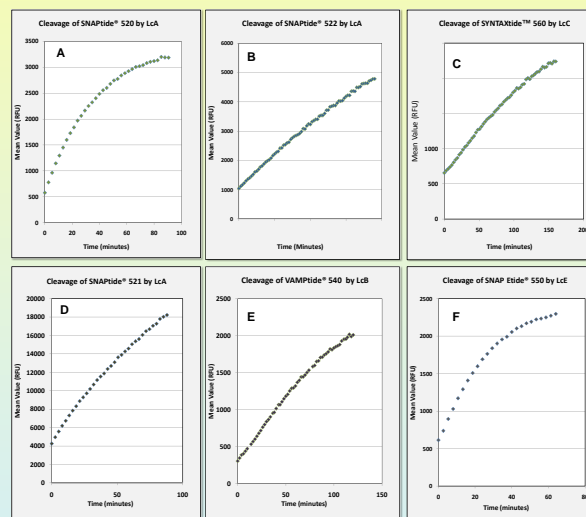 Cleavage of SNAPtide® 520 by LcA
A
Mean Value (RFU)
3500
3000
2500
2000
1500
1000
500
0
0 20 40 60 80 100
Time (minutes)
Cleavage of SNAPtide® 522 by LcA
B
Mean Value (RFU)
6000
5000
4000
3000
2000
1000
0
0 50 100 150
Time (Minutes)
Cleavage of SYNTAXtide™ 560 by LcC
C
Mean Value (RFU)
1000
500
0
0 50 100 150 200
Time (minutes)
Cleavage of SNAPtide® 521 by LcA
D
Mean Value (RFU)
20000
18000
16000
14000
12000
10000
8000
6000
4000
2000
0
0 50 100
Time (minutes)
Cleavage of VAMPtide® 540 by LcB
E
Mean Value (RFU)
2500
2000
1500
1000
500
0
0 50 100 150
Time (minutes)
Cleavage of SNAP Etide® 550 by LcE
F
Mean Value (RFU)
2500
2000
1500
1000
500
0
0 20 40 60 80
Time (minutes)